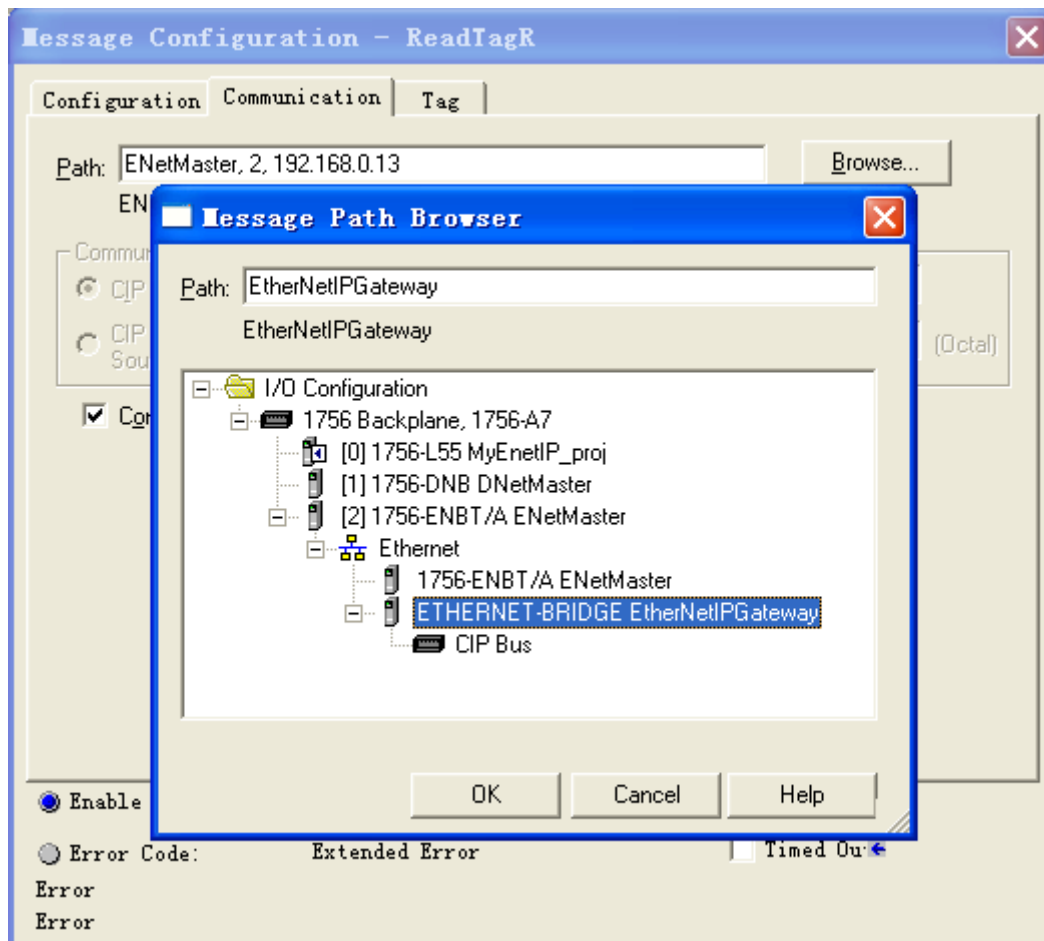 Message Configuration - ReadTagR
Configuration Communication Tag
Path: ENetMaster, 2, 192.168.0.13 Browse...
EN
Message Path Browser
Commun
CIP
Path: EtherNetIPGateway
EtherNetIPGateway
CIP
Sou
(Octal)
I/O Configuration
1756 Backplane, 1756-A7
Con
[0] 1756-L55 MyEnetIP_proj
[1] 1756-DNB DNetMaster
[2] 1756-ENBT/A ENetMaster
Ethernet
1756-ENBT/A ENetMaster
ETHERNET-BRIDGE EtherNetIPGateway
CIP Bus
OK Cancel Help
Enable
Error Code: Extended Error Timed Ou
Error
Error